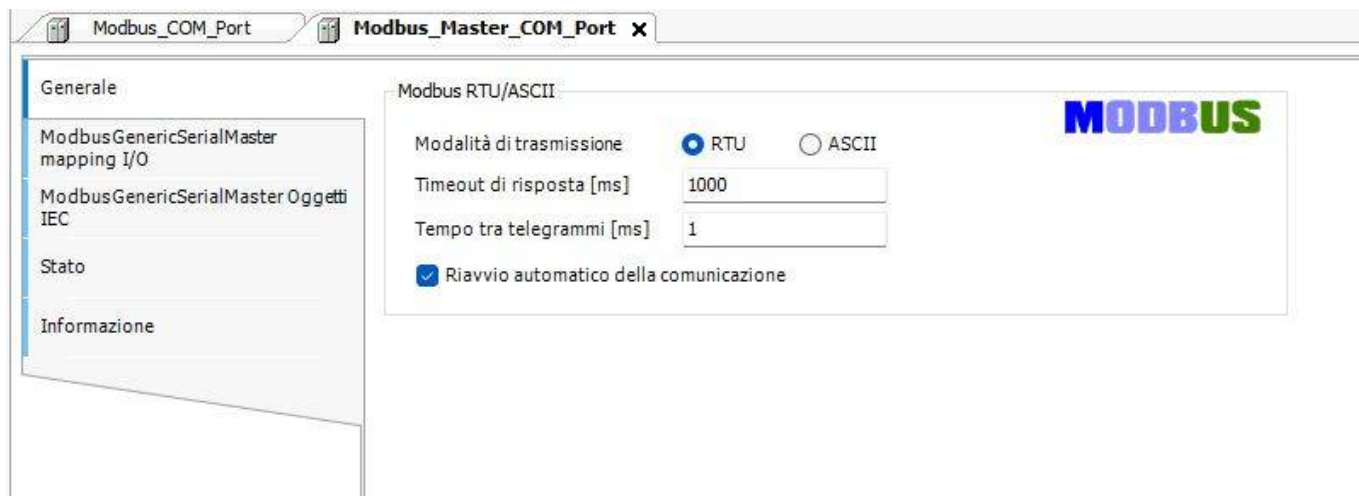 Modbus_COM_Port
Modbus_Master_COM_Port
Generale
ModbusGenericSerialMaster
mapping I/O
ModbusGenericSerialMaster Oggetti
IEC
Stato
Informazione
Modbus RTU/ASCII
MODBUS
Modalità di trasmissione RTU ASCII
Timeout di risposta [ms] 1000
Tempo tra telegrammi [ms] 1
Riavvio automatico della comunicazione